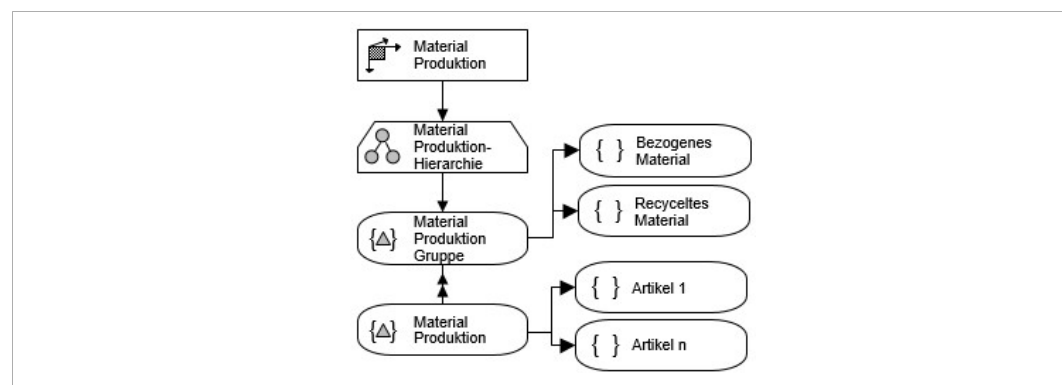 Material
Produktion
Material
Produktion-
Hierarchie
Bezogenes
Material
Recyceltes
Material
Material
Produktion
Gruppe
Artikel 1
Material
Produktion
Artikel n